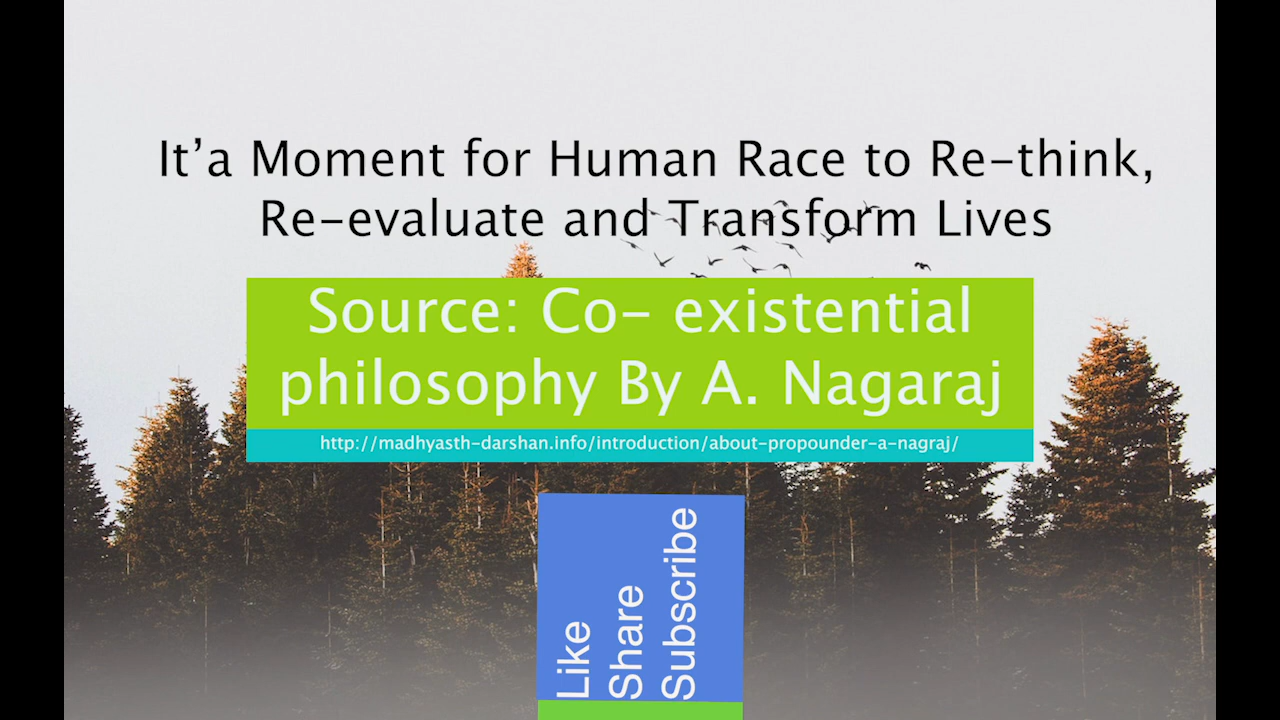 It’a Moment for Human Race to Re-think,
Re-evaluate and Transform Lives
Source: Co- existential
philosophy By A. Nagaraj
http://madhyasth-darshan.info/introduction/about-propounder-a-nagraj/
Like
Share
Subscribe